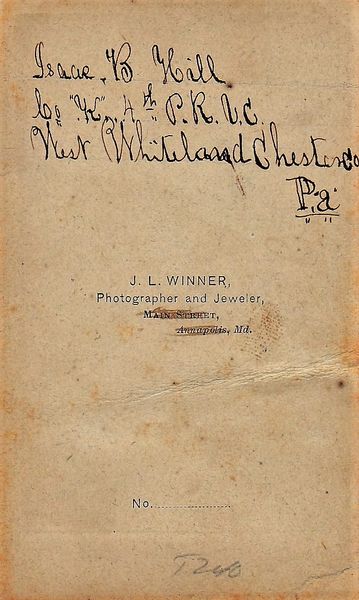 Isaac B Hill
Co "K", 4th P. R. V. C.
West Whiteland Chester Co
Pa
J. L. WINNER,
Photographer and Jeweler,
MAIN STREET,
Annapolis, Md.
No.